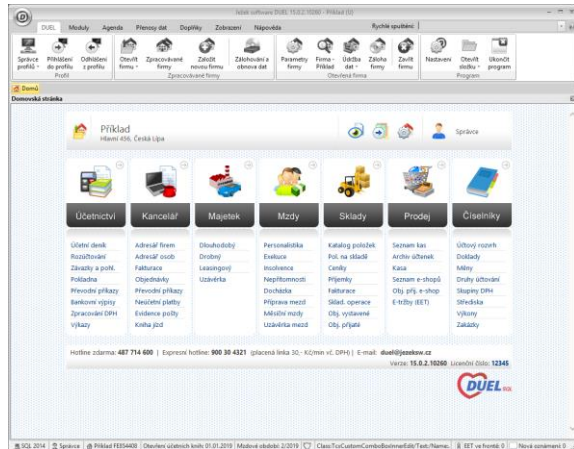 Ježek software DUEL 15.0.2.10260 - Příklad (U)
DUEL Moduly Agenda Přenosy dat Doplňky Zobrazení Nápověda Rychlé spuštění:
Správce profilů Přihlášení do profilu Odhlášení z profilu Otevřít firmu Zpracovávané firmy Založit novou firmu Zálohování a obnova dat Parametry firmy Firma - Příklad Údržba dat Záloha firmy Zavřít firmu Nastavení Otevřít složku Ukončit program
Profil Zpracovávané firmy Otevřená firma Program
Domů
Domovská stránka
Příklad
Hlavní 456, Česká Lípa
Správce
Účetnictví Kancelář Majetek Mzdy Sklady Prodej Číselníky
Účetní deník Adresář firem Dlouhodobý Personalistika Katalog položek Seznam kas Účtový rozvrh
Rozúčtování Adresář osob Drobný Exekuce Pol. na skladě Archiv účtenek Doklady
Závazky a pohl. Fakturace Leasingový Insolvence Ceníky Kasa Měny
Pokladna Objednávky Uzávěrka Nepřítomnosti Příjemky Seznam e-shopů Druhy účtování
Převodní příkazy Převodní příkazy Docházka Fakturace Obj. přij. e-shop Skupiny DPH
Bankovní výpisy Neúčetní platby Příprava mezd Sklad. operace E-tržby (EET) Střediska
Zpracování DPH Evidence pošty Měsíční mzdy Obj. vystavené Výkony
Výkazy Kniha jízd Uzávěrka mezd Obj. přijaté Zakázky
Hotline zdarma: 487 714 600 | Expresní hotline: 900 30 4321 (placená linka 30,- Kč/min vč. DPH) | E-mail: duel@jezeksw.cz
Verze: 15.0.2.10260 Licenční číslo: 12345
DUEL SQL
SQL 2014 Správce Příklad FE854408 Otevření účetních knih: 01.01.2019 Mzdové období: 2/2019 Class:TcxCustomComboBoxInnerEdit/Text:/Name: EET ve frontě: 0 Nová oznámení: 0